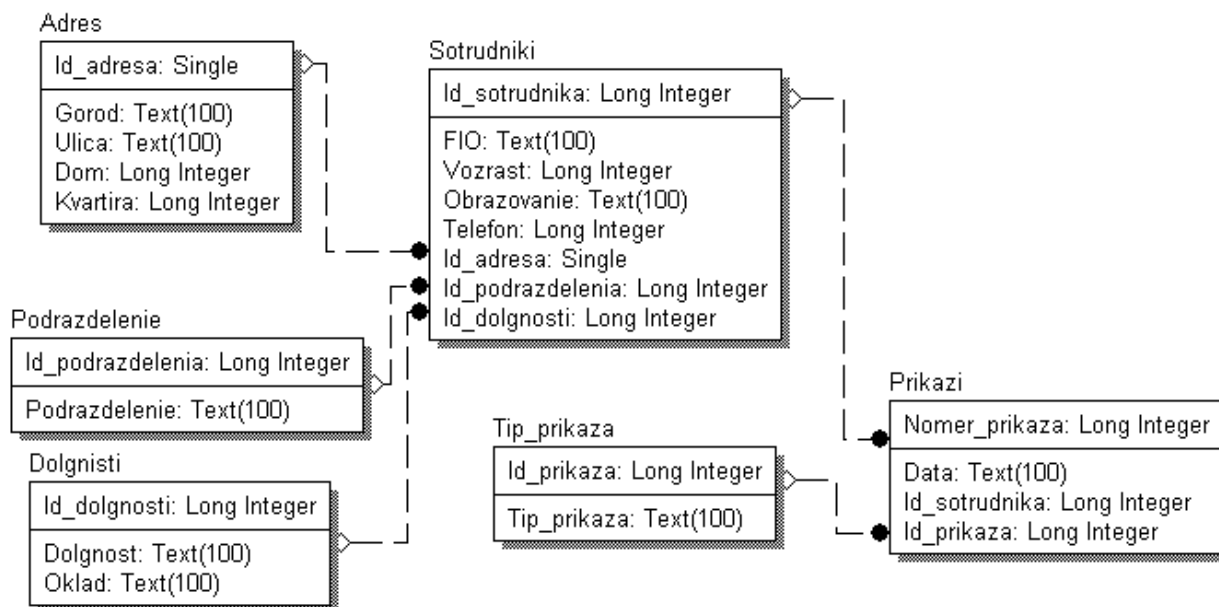 Adres
Id_adresa: Single
Gorod: Text(100)
Ulica: Text(100)
Dom: Long Integer
Kvartira: Long Integer
Sotrudniki
Id_sotrudnika: Long Integer
FIO: Text(100)
Vozrast: Long Integer
Obrazovanie: Text(100)
Telefon: Long Integer
Id_adresa: Single
Id_podrazdelenia: Long Integer
Id_dolgnosti: Long Integer
Podrazdelenie
Id_podrazdelenia: Long Integer
Podrazdelenie: Text(100)
Dolgnisti
Id_dolgnosti: Long Integer
Dolgnost: Text(100)
Oklad: Text(100)
Tip_prikaza
Id_prikaza: Long Integer
Tip_prikaza: Text(100)
Prikazi
Nomer_prikaza: Long Integer
Data: Text(100)
Id_sotrudnika: Long Integer
Id_prikaza: Long Integer